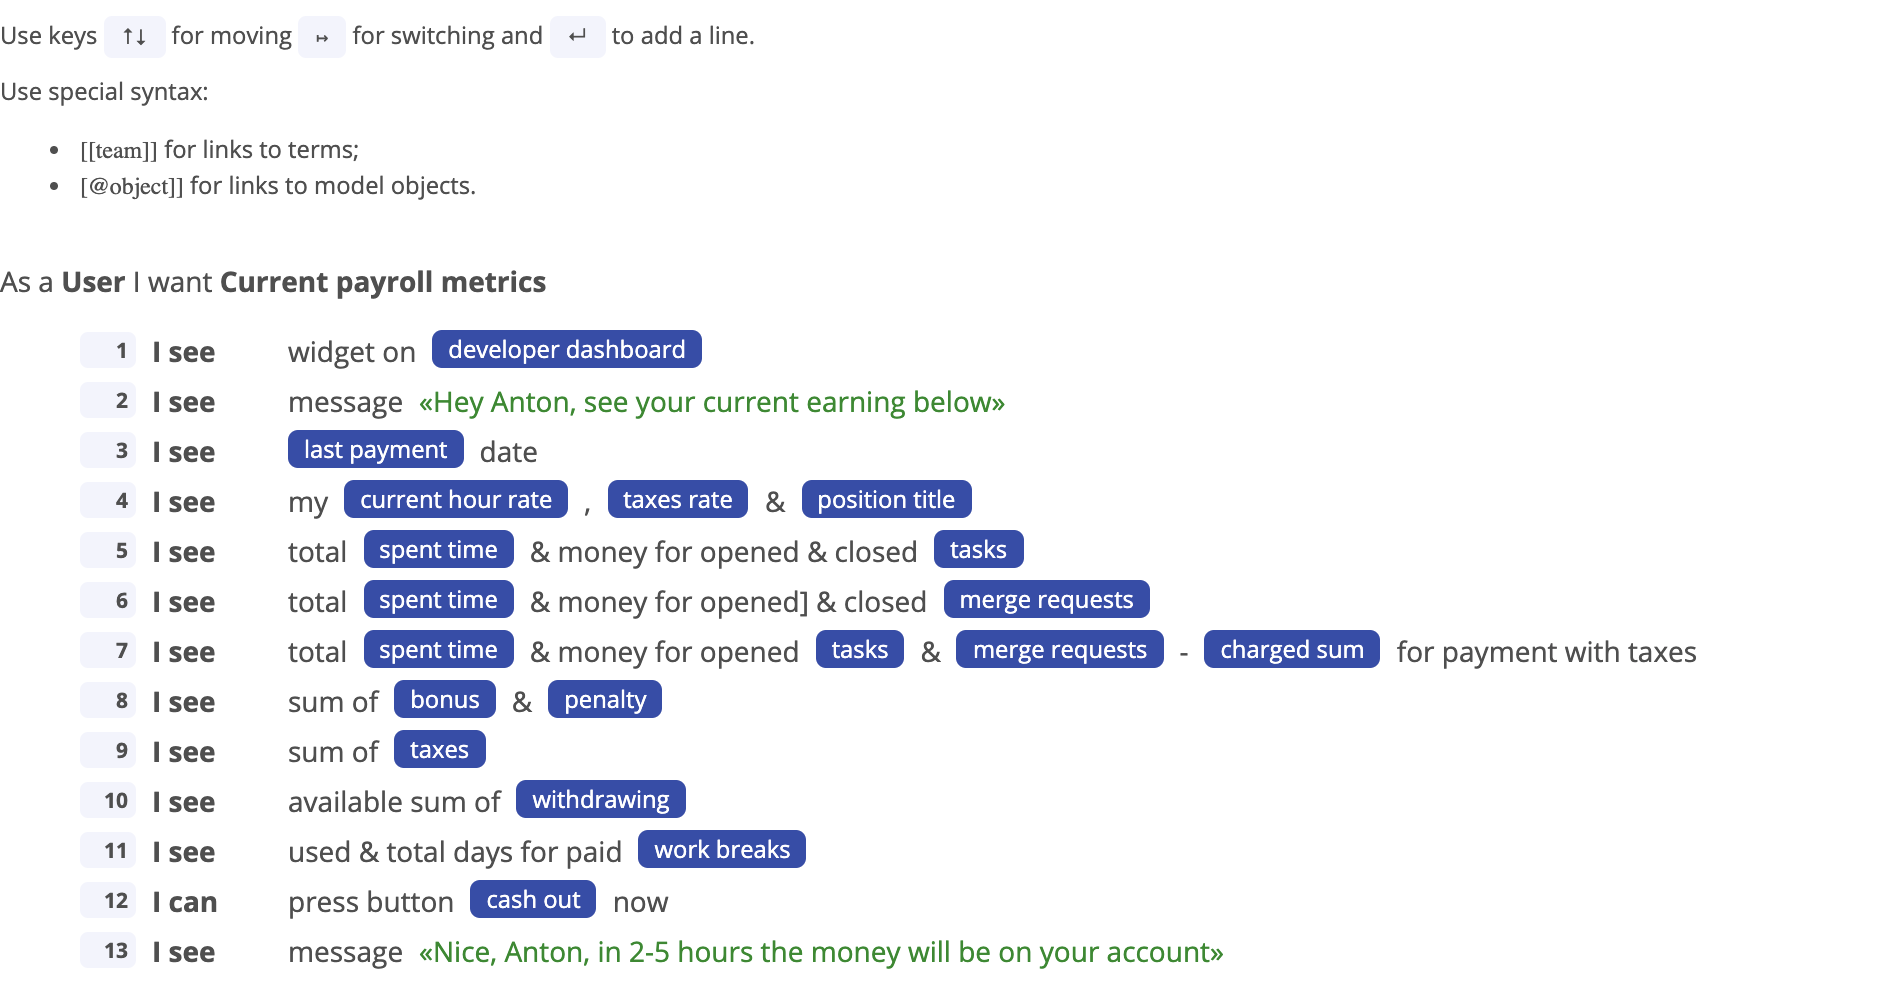 Use keys ↑↓ for moving ↦ for switching and ↵ to add a line.
Use special syntax:
• [[team]] for links to terms;
• [@object]] for links to model objects.
As a User I want Current payroll metrics
1 I see widget on developer dashboard
2 I see message «Hey Anton, see your current earning below»
3 I see last payment date
4 I see my current hour rate , taxes rate & position title
5 I see total spent time & money for opened & closed tasks
6 I see total spent time & money for opened] & closed merge requests
7 I see total spent time & money for opened tasks & merge requests - charged sum for payment with taxes
8 I see sum of bonus & penalty
9 I see sum of taxes
10 I see available sum of withdrawing
11 I see used & total days for paid work breaks
12 I can press button cash out now
13 I see message «Nice, Anton, in 2-5 hours the money will be on your account»